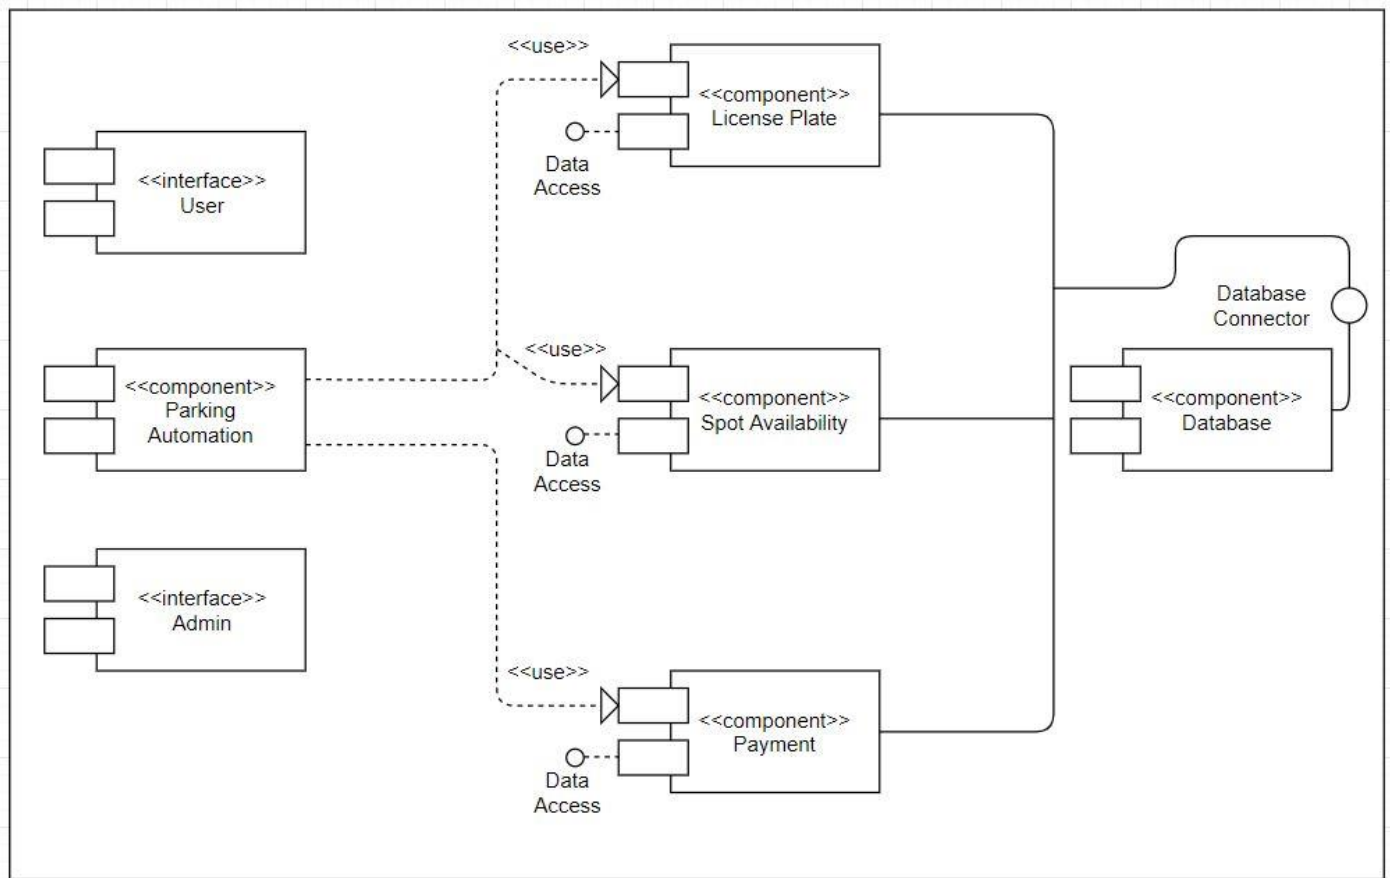 <<use>>
<<component>>
License Plate
Data
Access
<<interface>>
User
Database
Connector
<<use>>
<<component>>
Parking
Automation
<<component>>
Spot Availability
<<component>>
Database
Data
Access
<<interface>>
Admin
<<use>>
<<component>>
Payment
Data
Access